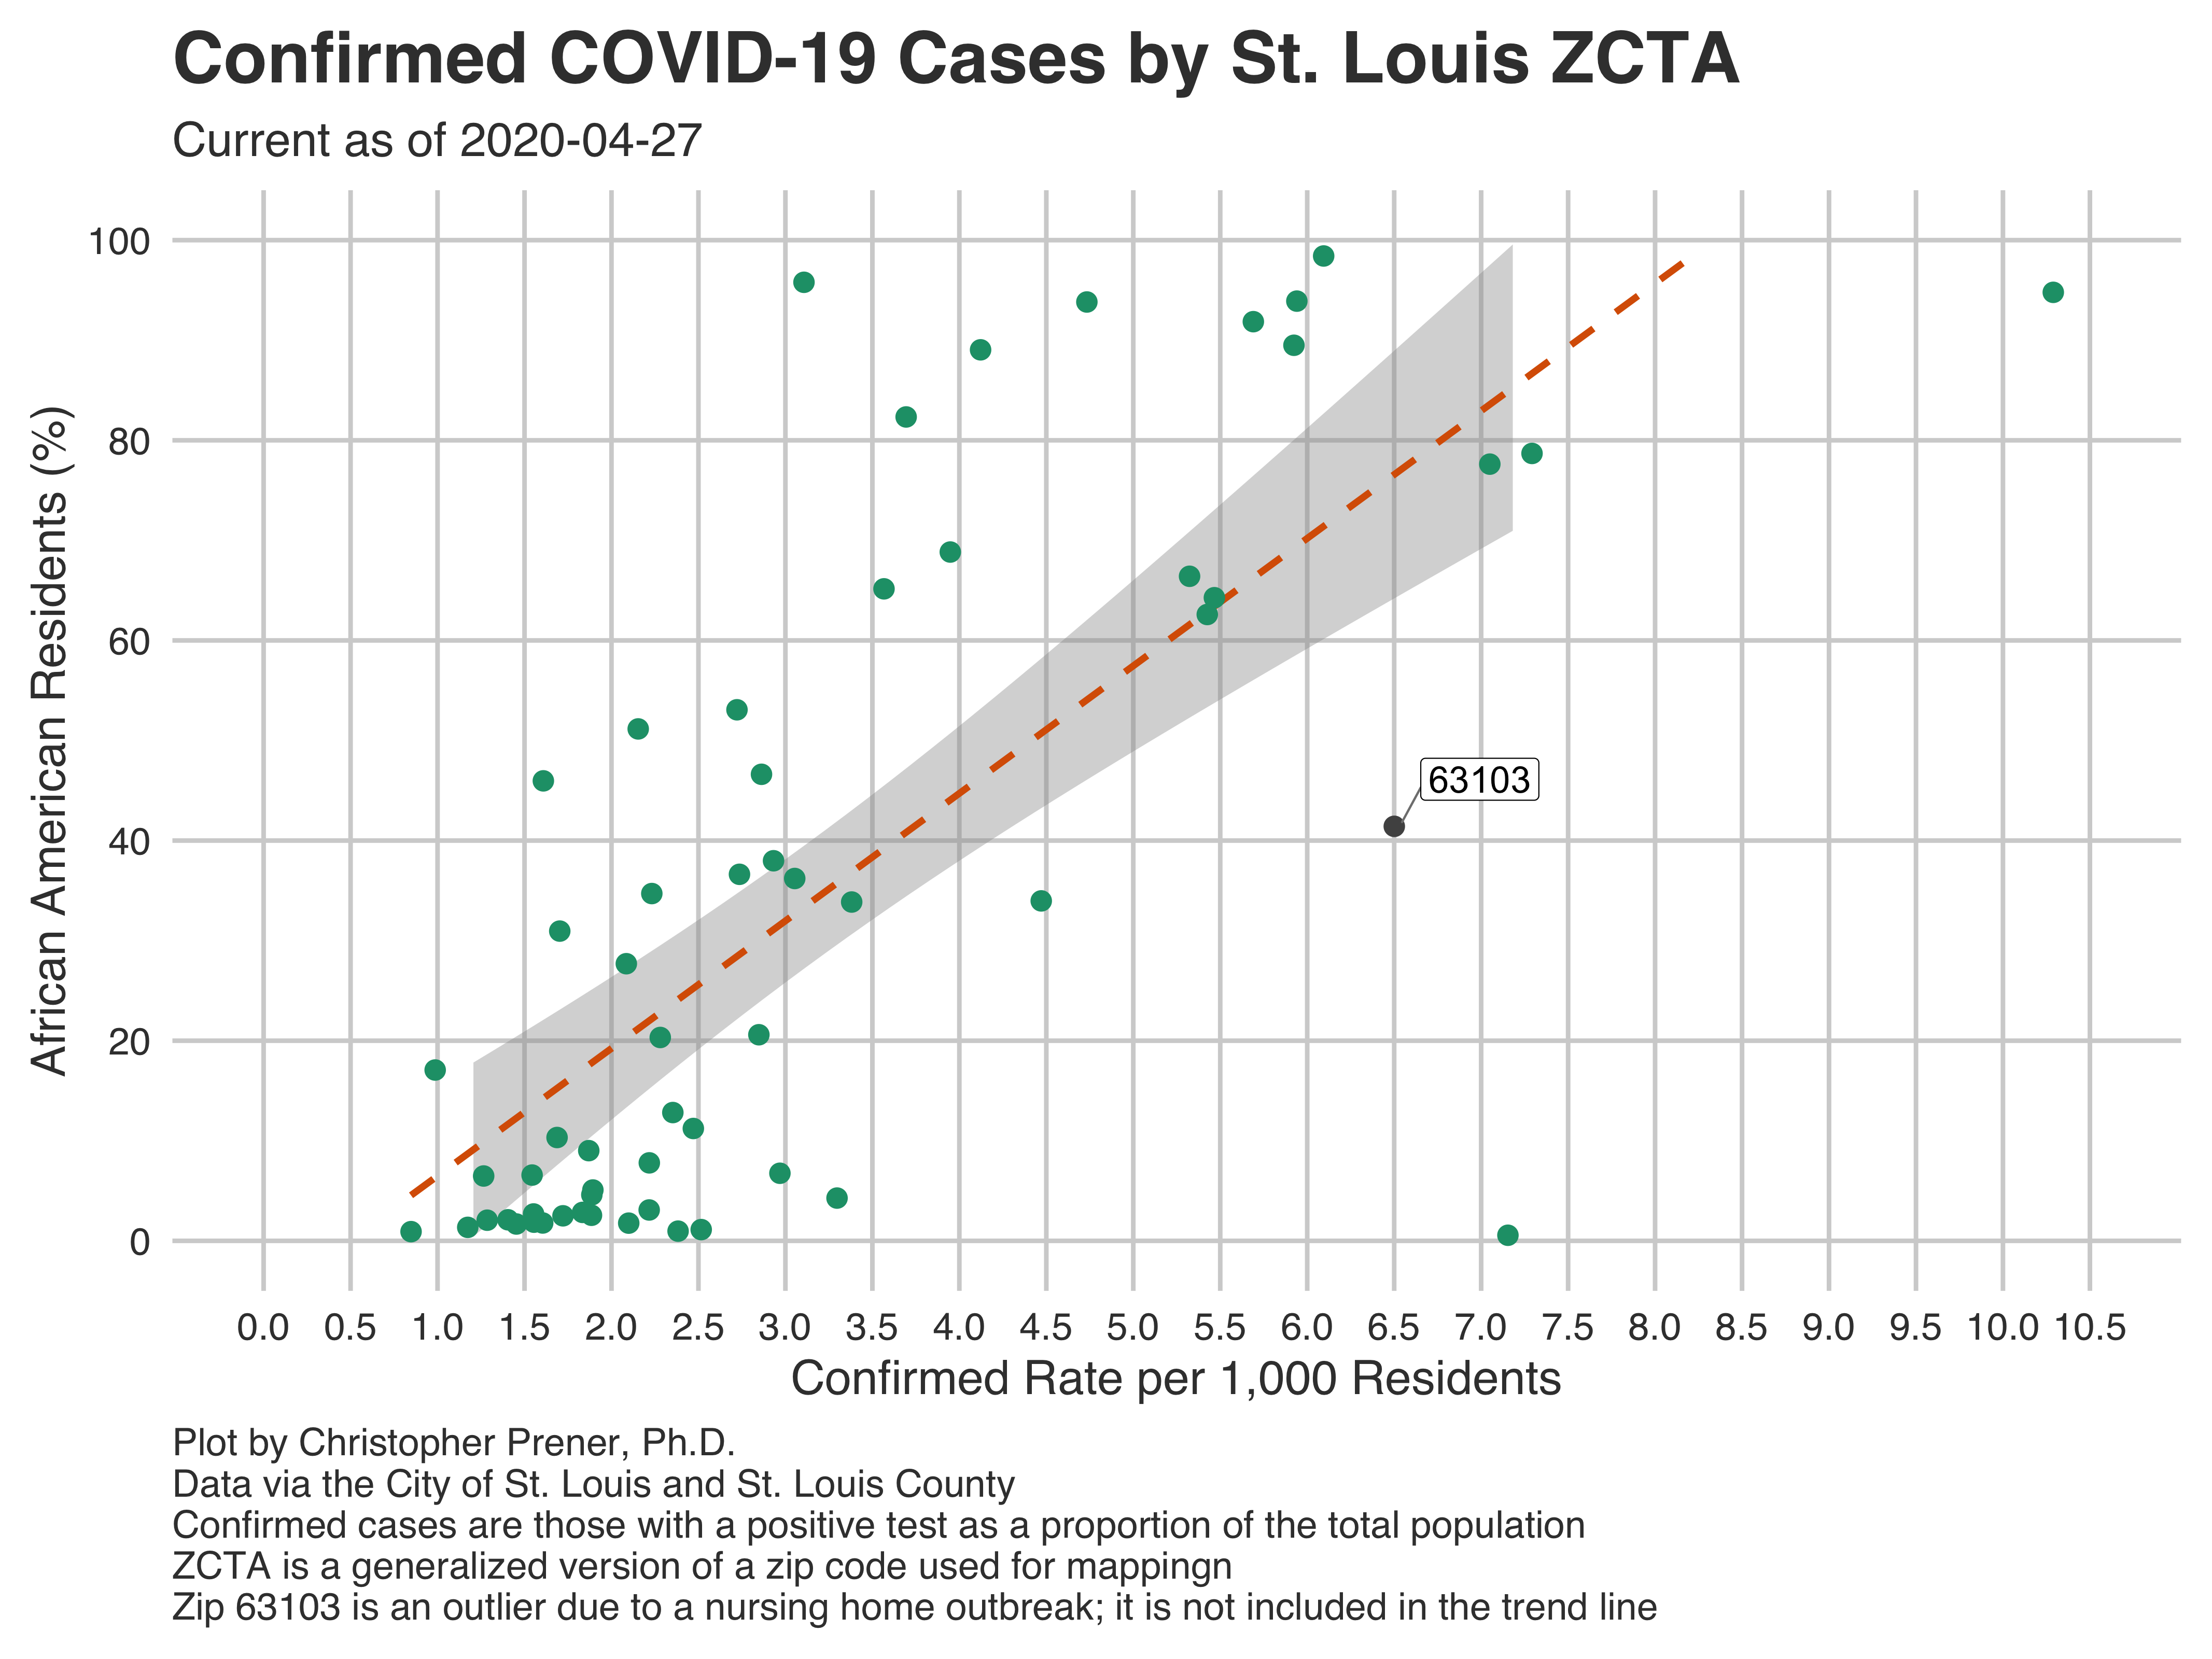 Confirmed COVID-19 Cases by St. Louis ZCTA
Current as of 2020-04-27
African American Residents (%)
100
80
60
40
20
0
63103
0.0 0.5 1.0 1.5 2.0 2.5 3.0 3.5 4.0 4.5 5.0 5.5 6.0 6.5 7.0 7.5 8.0 8.5 9.0 9.5 10.0 10.5
Confirmed Rate per 1,000 Residents
Plot by Christopher Prener, Ph.D.
Data via the City of St. Louis and St. Louis County
Confirmed cases are those with a positive test as a proportion of the total population
ZCTA is a generalized version of a zip code used for mappingn
Zip 63103 is an outlier due to a nursing home outbreak; it is not included in the trend line